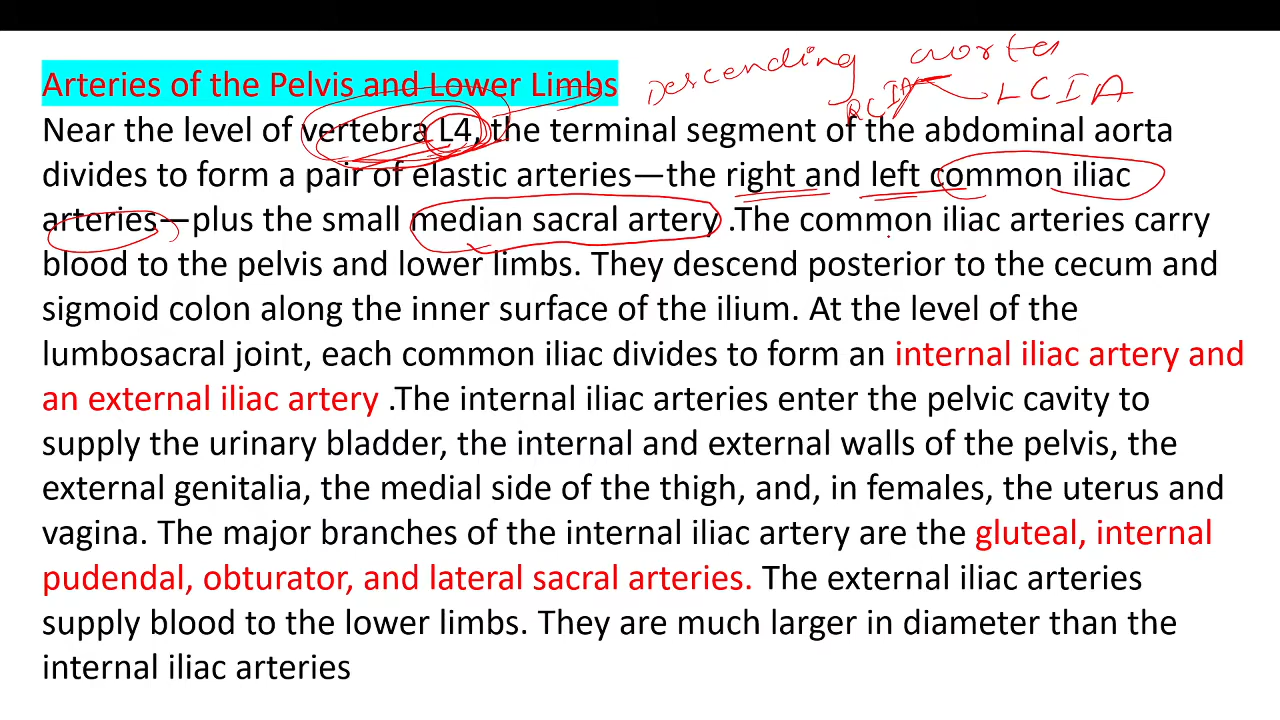 Descending aorta
Arteries of the Pelvis and Lower Limbs
RCIA LCIA
Near the level of vertebra L4, the terminal segment of the abdominal aorta
divides to form a pair of elastic arteries—the right and left common iliac
arteries—plus the small median sacral artery .The common iliac arteries carry
blood to the pelvis and lower limbs. They descend posterior to the cecum and
sigmoid colon along the inner surface of the ilium. At the level of the
lumbosacral joint, each common iliac divides to form an internal iliac artery and
an external iliac artery .The internal iliac arteries enter the pelvic cavity to
supply the urinary bladder, the internal and external walls of the pelvis, the
external genitalia, the medial side of the thigh, and, in females, the uterus and
vagina. The major branches of the internal iliac artery are the gluteal, internal
pudendal, obturator, and lateral sacral arteries. The external iliac arteries
supply blood to the lower limbs. They are much larger in diameter than the
internal iliac arteries